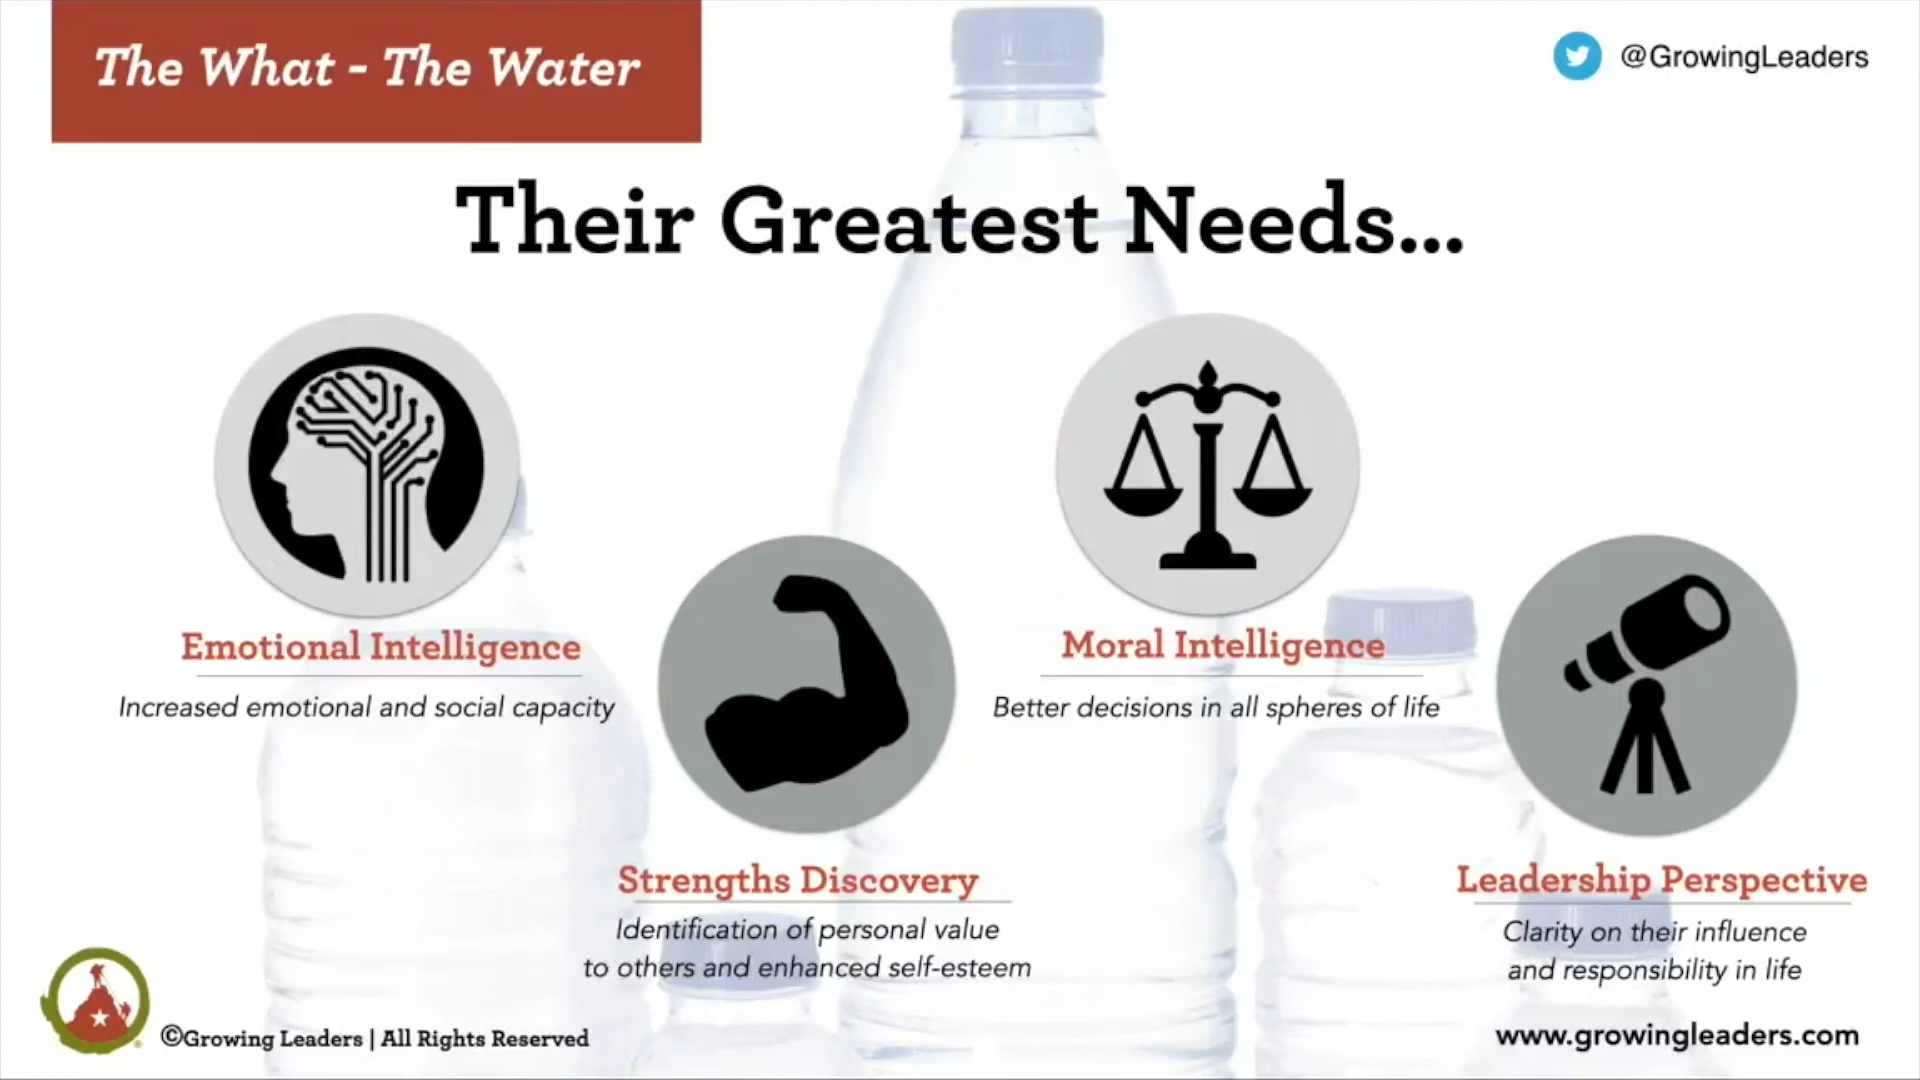 The What - The Water
@GrowingLeaders
Their Greatest Needs...
Emotional Intelligence
Increased emotional and social capacity
Moral Intelligence
Better decisions in all spheres of life
Strengths Discovery
Identification of personal value
to others and enhanced self-esteem
Leadership Perspective
Clarity on their influence
and responsibility in life
©Growing Leaders | All Rights Reserved
www.growingleaders.com